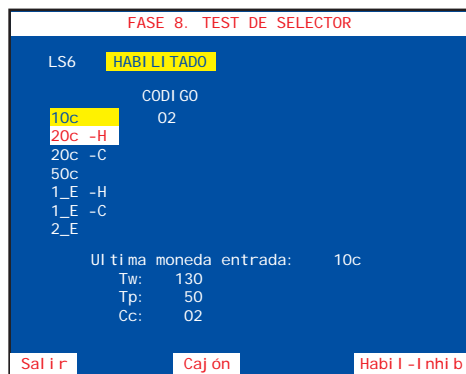 FASE 8. TEST DE SELECTOR
LS6 HABILITADO
CODIGO
10c 02
20c -H
20c -C
50c
1_E -H
1_E -C
2_E
Ultima moneda entrada: 10c
Tw: 130
Tp: 50
Cc: 02
Salir Cajón Habil-Inhib